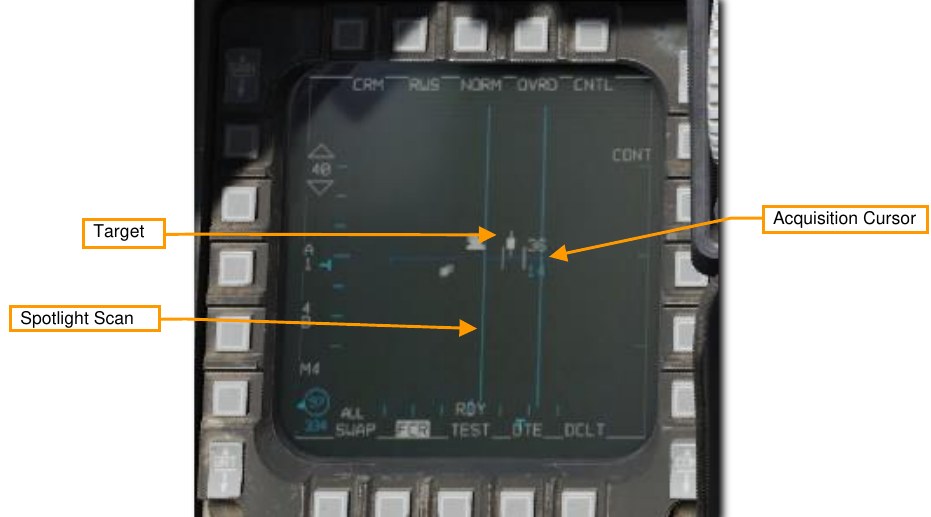 CRM RWS NORM OVRD CNTL
CONT
40
Target
Acquisition Cursor
36
14
A
1
Spotlight Scan
4
B
M4
RDY
ALL
334
SWAP FCR TEST DTE DCLT